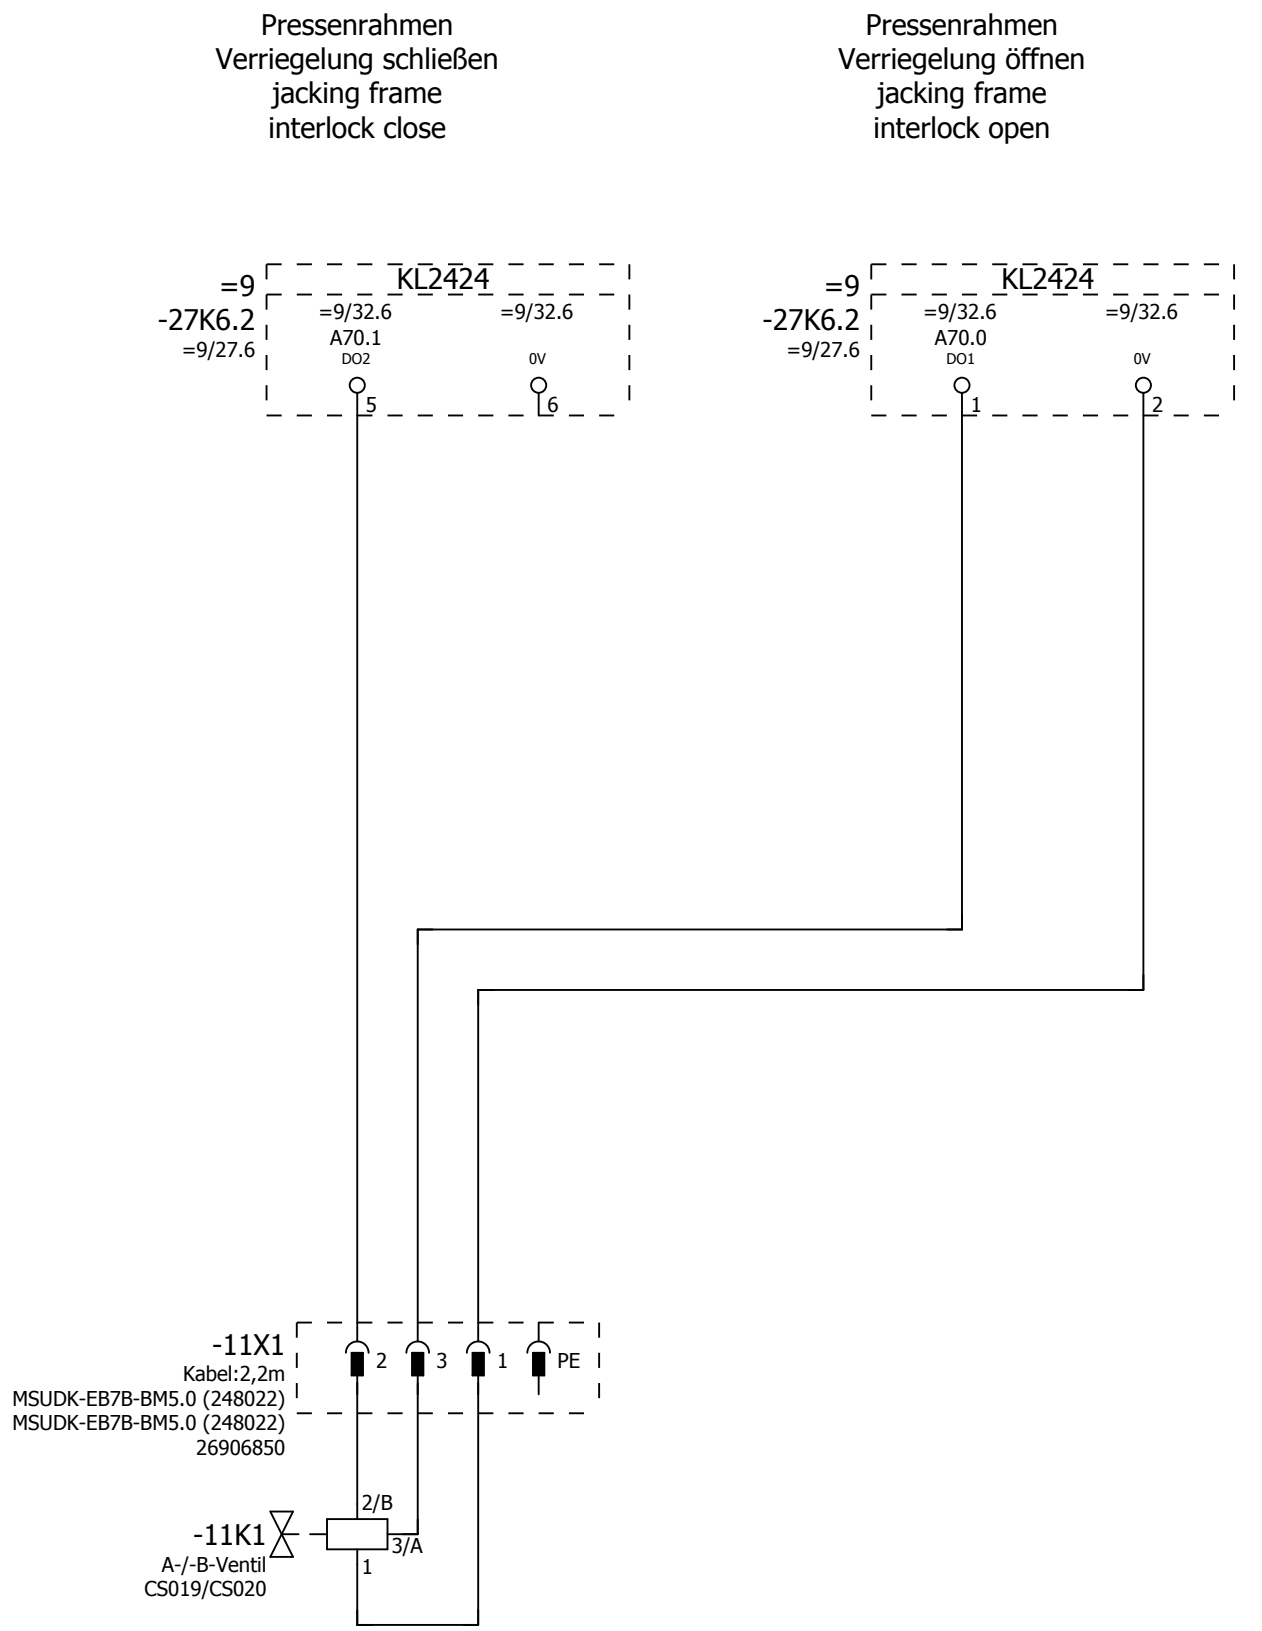 Pressenrahmen
Verriegelung schließen
jacking frame
interlock close
Pressenrahmen
Verriegelung öffnen
jacking frame
interlock open
=9
KL2424
-27K6.2
=9/27.6
=9/32.6
=9/32.6
A70.1
DO2
0V
5
6
=9
KL2424
-27K6.2
=9/27.6
=9/32.6
=9/32.6
A70.0
DO1
0V
1
2
-11X1
Kabel:2,2m
MSUDK-EB7B-BM5.0 (248022)
MSUDK-EB7B-BM5.0 (248022)
26906850
2
3
1
PE
-11K1
A-/-B-Ventil
CS019/CS020
2/B
3/A
1